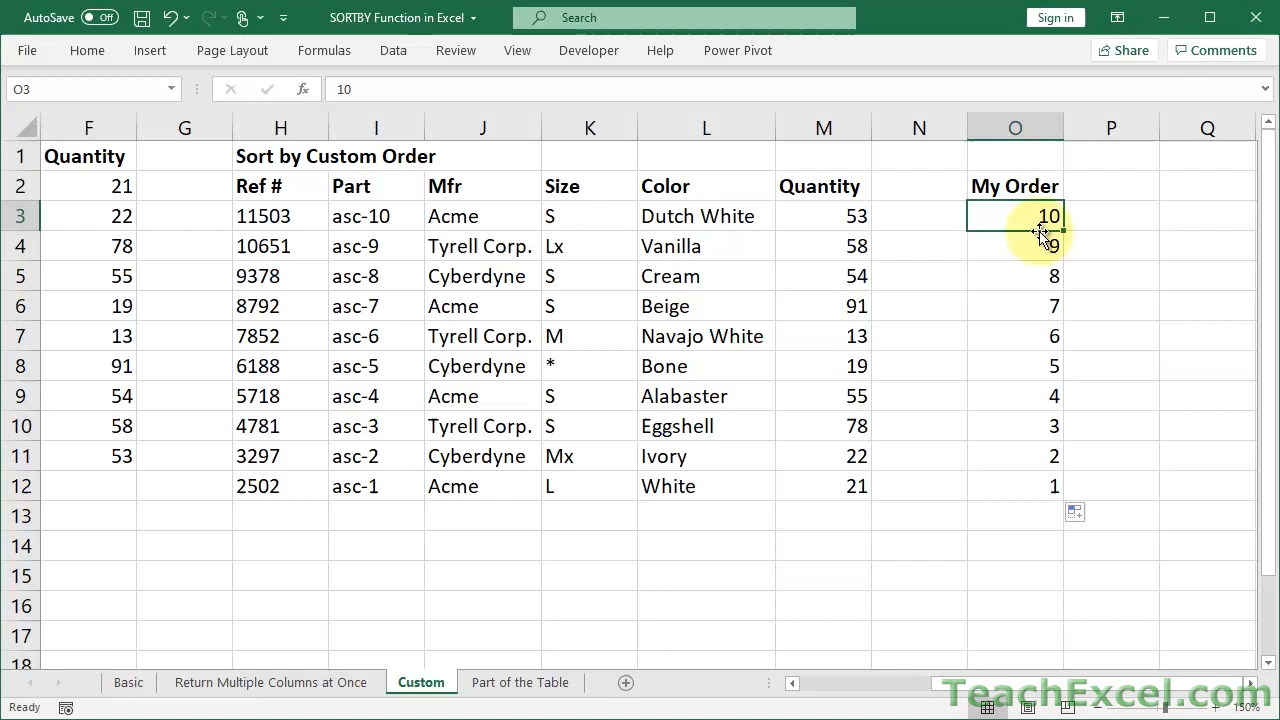 AutoSave Off SORTBY Function in Excel Search Sign in
File Home Insert Page Layout Formulas Data Review View Developer Help Power Pivot Share Comments
O3 fx 10
F G H I J K L M N O P Q
1 Quantity Sort by Custom Order
2 21 Ref # Part Mfr Size Color Quantity My Order
3 22 11503 asc-10 Acme S Dutch White 53 10
4 78 10651 asc-9 Tyrell Corp. Lx Vanilla 58 9
5 55 9378 asc-8 Cyberdyne S Cream 54 8
6 19 8792 asc-7 Acme S Beige 91 7
7 13 7852 asc-6 Tyrell Corp. M Navajo White 13 6
8 91 6188 asc-5 Cyberdyne * Bone 19 5
9 54 5718 asc-4 Acme S Alabaster 55 4
10 58 4781 asc-3 Tyrell Corp. S Eggshell 78 3
11 53 3297 asc-2 Cyberdyne Mx Ivory 22 2
12 2502 asc-1 Acme L White 21 1
13
14
15
16
17
18
Basic Return Multiple Columns at Once Custom Part of the Table
Ready 150%
TeachExcel.com